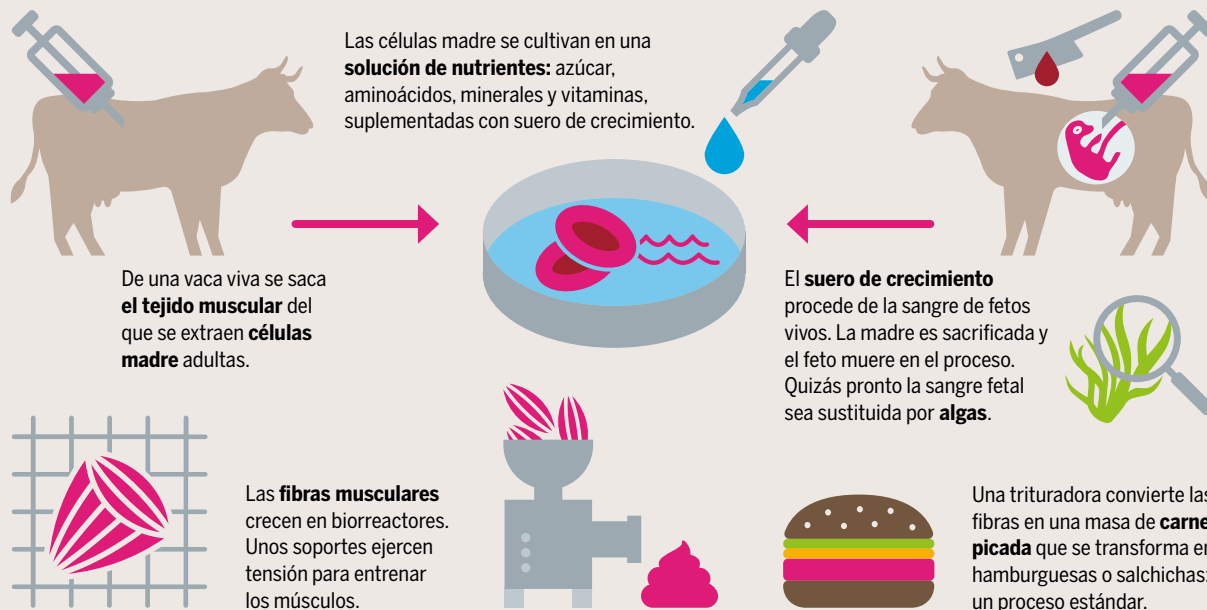 Las células madre se cultivan en una
solución de nutrientes: azúcar,
aminoácidos, minerales y vitaminas,
suplementadas con suero de crecimiento.
De una vaca viva se saca
el tejido muscular del
que se extraen células
madre adultas.
El suero de crecimiento
procede de la sangre de fetos
vivos. La madre es sacrificada y
el feto muere en el proceso.
Quizás pronto la sangre fetal
sea sustituida por algas.
Las fibras musculares
crecen en biorreactores.
Unos soportes ejercen
tensión para entrenar
los músculos.
Una trituradora convierte las
fibras en una masa de carne
picada que se transforma en
hamburguesas o salchichas:
un proceso estándar.